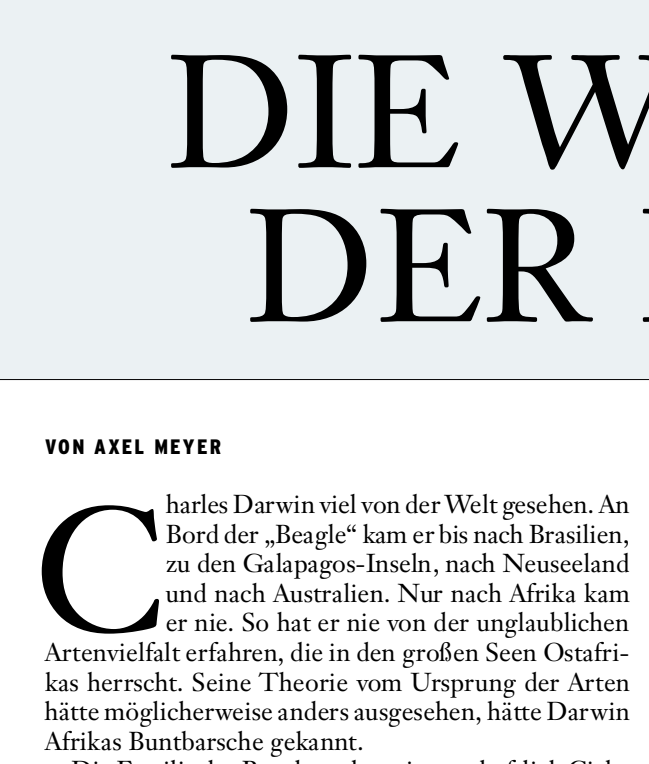 DIE
DER
VON AXEL MEYER
Charles Darwin viel von der Welt gesehen. An
Bord der „Beagle“ kam er bis nach Brasilien,
zu den Galapagos-Inseln, nach Neuseeland
und nach Australien. Nur nach Afrika kam
er nie. So hat er nie von der unglaublichen
Artenvielfalt erfahren, die in den großen Seen Ostafri-
kas herrscht. Seine Theorie vom Ursprung der Arten
hätte möglicherweise anders ausgesehen, hätte Darwin
Afrikas Buntbarsche gekannt.